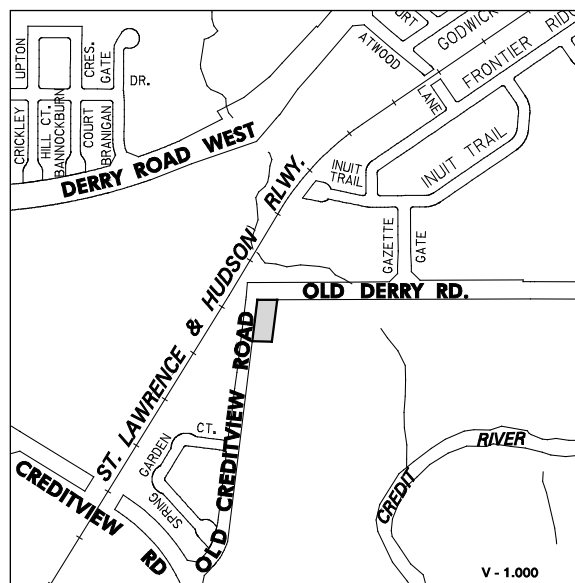 UPTON
CRES.
GATE
DR.
CRICKLEY
HILL CT.
BANNOCKBURN
COURT
BRANIGAN
DERRY ROAD WEST
ATWOOD
GODWICK
FRONTIER RIDG
LANE
INUIT
TRAIL
INUIT TRAIL
GAZETTE
GATE
ST. LAWRENCE & HUDSON RLWY.
OLD DERRY RD.
OLD CREDITVIEW ROAD
SPRING
GARDEN
CT.
CREDITVIEW
RD
CREDIT
RIVER
V - 1.000